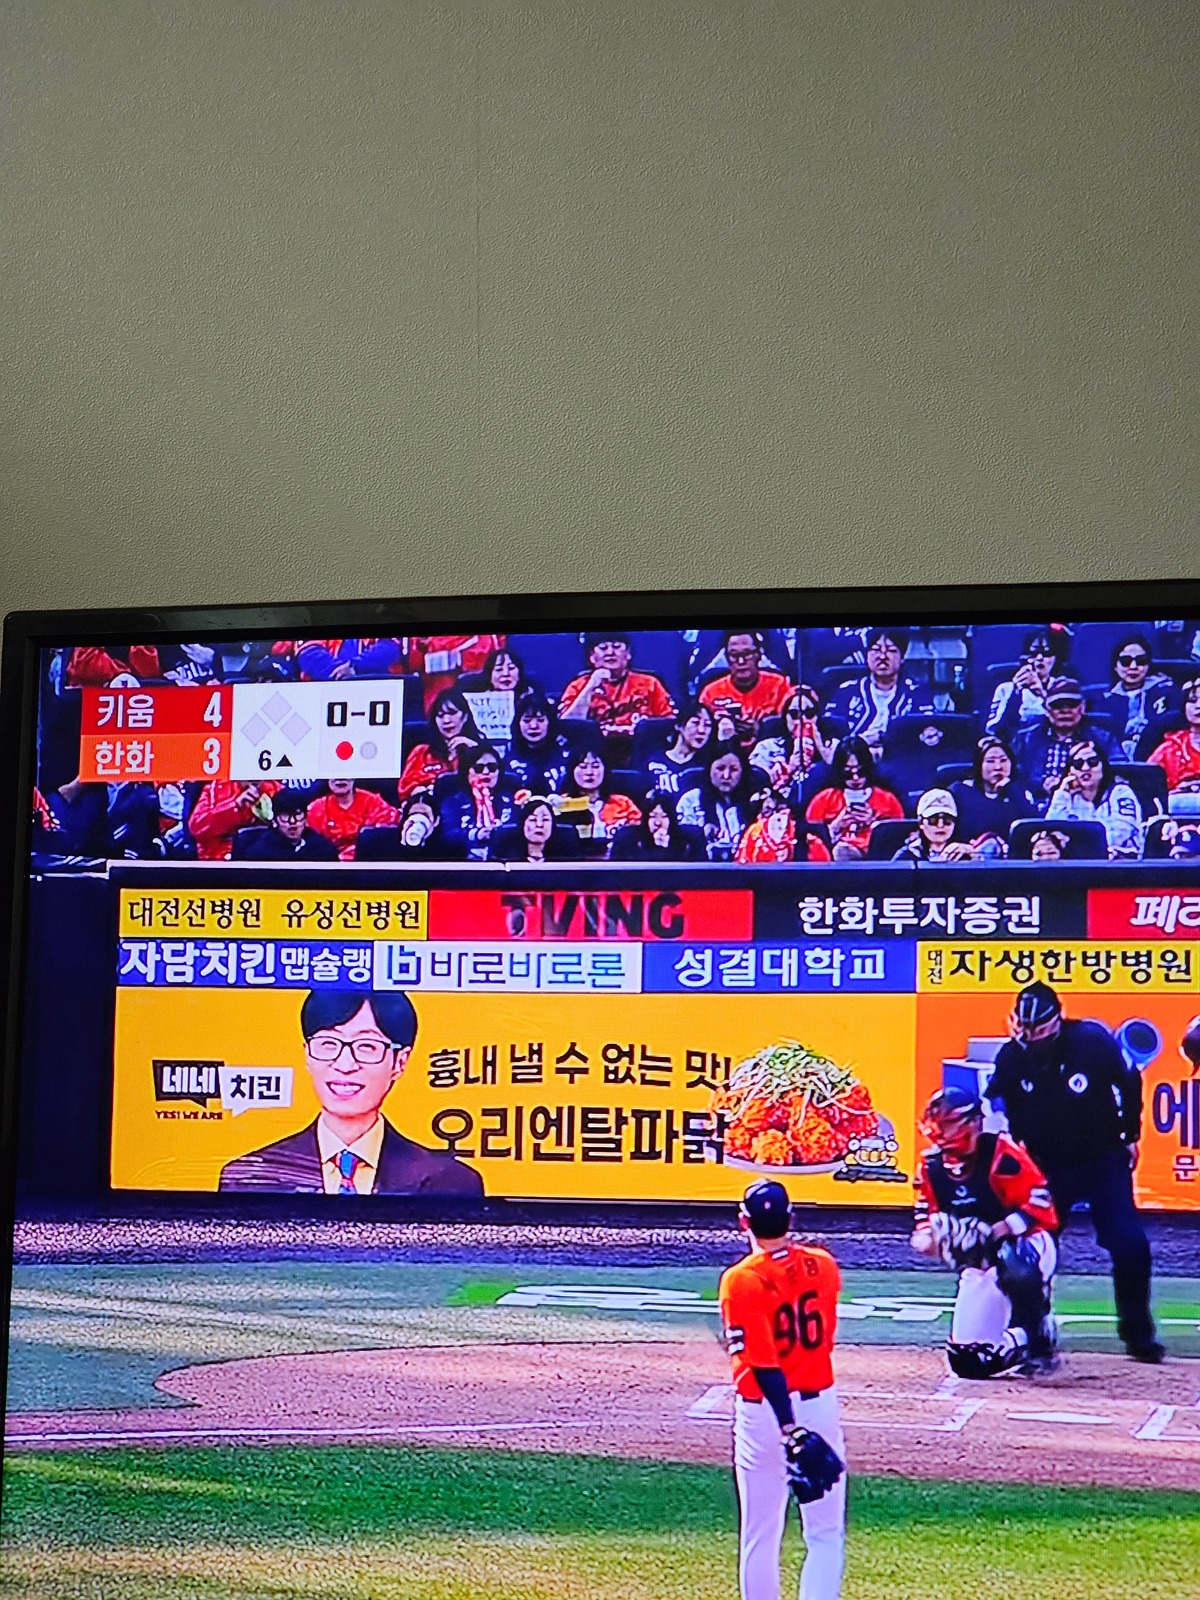 키움 4
한화 3
6▲
0-0
대전선병원 유성선병원
TVING
한화투자증권
자담치킨 맵슐랭
바로바로론
성결대학교
대전 자생한방병원
네네치킨
YES! WE ARE
흉내 낼 수 없는 맛!
오리엔탈파닭
96